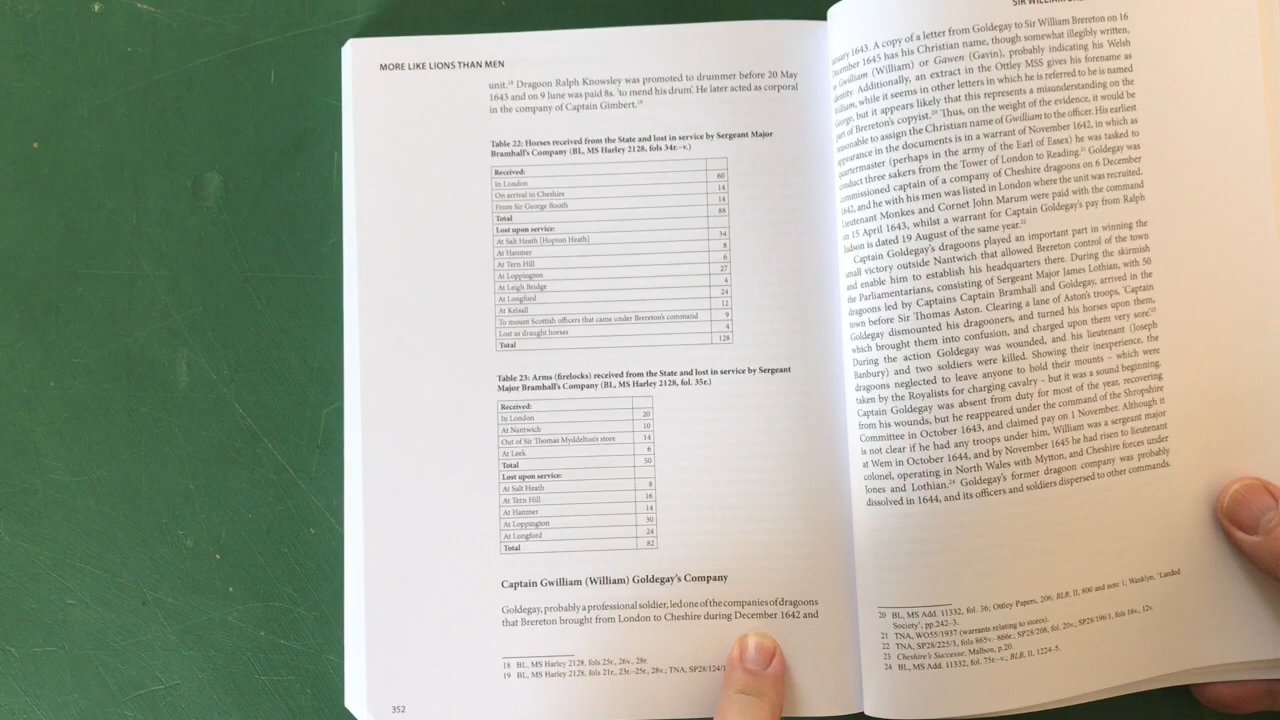 MORE LIKE LIONS THAN MEN
unit.18 Dragoon Ralph Knowsley was promoted to drummer before 20 May
1643 and on 9 June was paid 8s. 'to mend his drum'. He later acted as corporal
in the company of Captain Gimbert.19
Table 22: Horses received from the State and lost in service by Sergeant Major
Bramhall's Company (BL, MS Harley 2128, fols 34r.–v.)
Received:
In London 60
On arrival in Cheshire 14
From Sir George Booth 14
Total 88
Lost upon service:
At Salt Heath [Hopton Heath] 34
At Hanmer 8
At Tern Hill 6
At Loppington 27
At Leigh Bridge 4
At Longford 24
At Kelsall 12
To mount Scottish officers that came under Brereton's command 9
Lost as draught horses 4
Total 128
Table 23: Arms (firelocks) received from the State and lost in service by Sergeant
Major Bramhall's Company (BL, MS Harley 2128, fol. 35r.)
Received:
In London 20
At Nantwich 10
Out of Sir Thomas Myddelton's store 14
At Leek 6
Total 50
Lost upon service:
At Salt Heath 8
At Tern Hill 16
At Hanmer 14
At Loppington 30
At Longford 24
Total 82
Captain Gwilliam (William) Goldegay's Company
Goldegay, probably a professional soldier, led one of the companies of dragoons
that Brereton brought from London to Cheshire during December 1642 and
18 BL, MS Harley 2128, fols 25r., 26v., 28r.
19 BL, MS Harley 2128, fols 21r., 23r.–25r., 28v.; TNA, SP28/124/1
352
SIR
1643. A copy of a letter from Goldegay to Sir William Brereton on 16
December 1645 has his Christian name, though somewhat illegibly written,
as Gwilliam (William) or Gawen (Gavin), probably indicating his Welsh
identity. Additionally, an extract in the Ottley MSS gives his forename as
William, while it seems in other letters in which he is referred to he is named
George, but it appears likely that this represents a misunderstanding on the
part of Brereton's copyist.20 Thus, on the weight of the evidence, it would be
reasonable to assign the Christian name of Gwilliam to the officer. His earliest
appearance in the documents is in a warrant of November 1642, in which as
quartermaster (perhaps in the army of the Earl of Essex) he was tasked to
conduct three sakers from the Tower of London to Reading.21 Goldegay was
commissioned captain of a company of Cheshire dragoons on 6 December
1642, and he with his men was listed in London where the unit was recruited.
Lieutenant Monkes and Cornet John Marum were paid with the command
on 15 April 1643, whilst a warrant for Captain Goldegay's pay from Ralph
Judson is dated 19 August of the same year.22
Captain Goldegay's dragoons played an important part in winning the
small victory outside Nantwich that allowed Brereton control of the town
and enable him to establish his headquarters there. During the skirmish
the Parliamentarians, consisting of Sergeant Major James Lothian, with 50
dragoons led by Captains Captain Bramhall and Goldegay, arrived in the
town before Sir Thomas Aston. Clearing a lane of Aston's troops, 'Captain
Goldegay dismounted his dragooners, and turned his horses upon them,
which brought them into confusion, and charged upon them very sore'.23
During the action Goldegay was wounded, and his lieutenant (Joseph
Banbury) and two soldiers were killed. Showing their inexperience, the
dragoons neglected to leave anyone to hold their mounts – which were
taken by the Royalists for charging cavalry – but it was a sound beginning.
Captain Goldegay was absent from duty for most of the year, recovering
from his wounds, but he reappeared under the command of the Shropshire
Committee in October 1643, and claimed pay on 1 November. Although it
is not clear if he had any troops under him, William was a sergeant major
at Wem in October 1644, and by November 1645 he had risen to lieutenant
colonel, operating in North Wales with Mytton, and Cheshire forces under
Jones and Lothian.24 Goldegay's former dragoon company was probably
dissolved in 1644, and its officers and soldiers dispersed to other commands.
20 BL, MS Add. 11332, fol. 36; Ottley Papers, 206; BLB, II, 800 and note 1; Wanklyn, 'Landed
Society', pp.242–3.
21 TNA, WO55/1937 (warrants relating to stores).
22 TNA, SP28/225/3, fols 865v.–866r.; SP28/208, fol. 20v.; SP28/196/1, fols 16v., 12v.
23 Cheshire's Successe; Malbon, p.20.
24 BL, MS Add. 11332, fol. 75r.–v.; BLB, II, 1224–5.